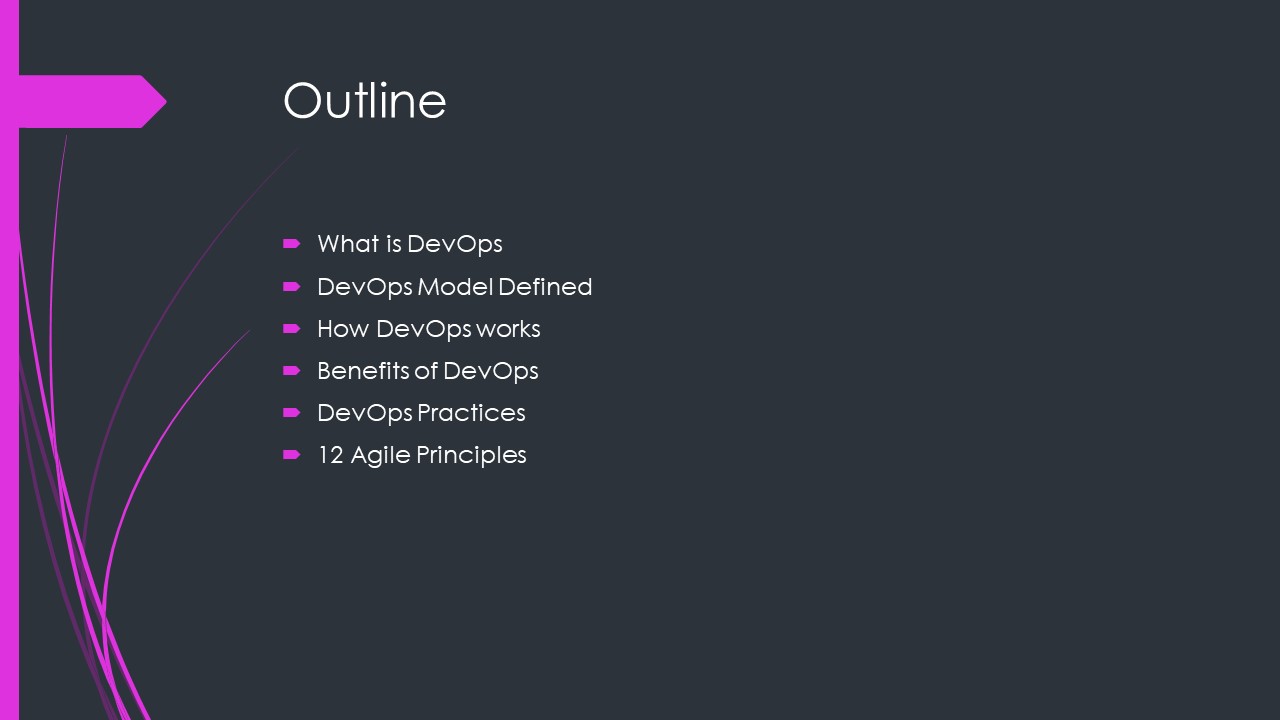 Outline
What is DevOps
DevOps Model Defined
How DevOps works
Benefits of DevOps
DevOps Practices
12 Agile Principles